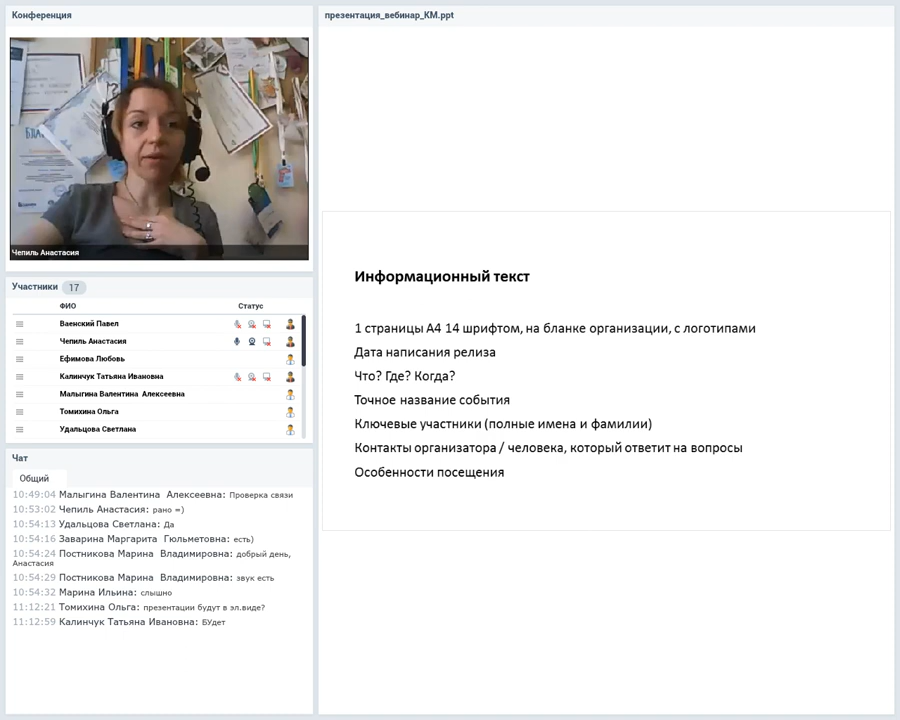 Конференция
Чепиль Анастасия
Участники 17
ФИО Статус
Ваенский Павел
Чепиль Анастасия
Ефимова Любовь
Калинчук Татьяна Ивановна
Малыгина Валентина Алексеевна
Томихина Ольга
Удальцова Светлана
Чат
Общий
10:49:04 Малыгина Валентина Алексеевна: Проверка связи
10:53:02 Чепиль Анастасия: рано =)
10:54:13 Удальцова Светлана: Да
10:54:16 Заварина Маргарита Гюльметовна: есть)
10:54:24 Постникова Марина Владимировна: добрый день,
Анастасия
10:54:29 Постникова Марина Владимировна: звук есть
10:54:32 Марина Ильина: слышно
11:12:21 Томихина Ольга: презентации будут в эл.виде?
11:12:59 Калинчук Татьяна Ивановна: БУдет
презентация_вебинар_КМ.ppt
Информационный текст
1 страницы А4 14 шрифтом, на бланке организации, с логотипами
Дата написания релиза
Что? Где? Когда?
Точное название события
Ключевые участники (полные имена и фамилии)
Контакты организатора / человека, который ответит на вопросы
Особенности посещения